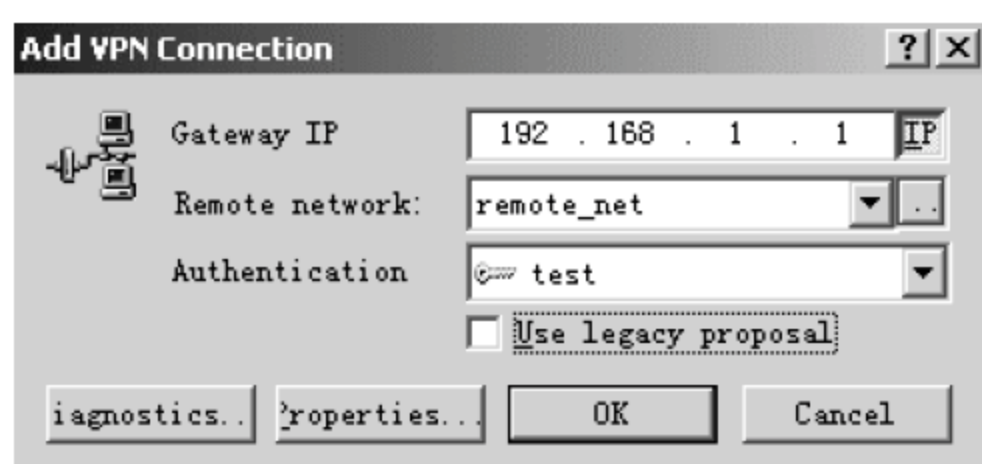 Add VPN Connection ? X
Gateway IP 192 . 168 . 1 . 1 IP
Remote network: remote_net ..
Authentication test
Use legacy proposal
iagnostics.. roperties... OK Cancel